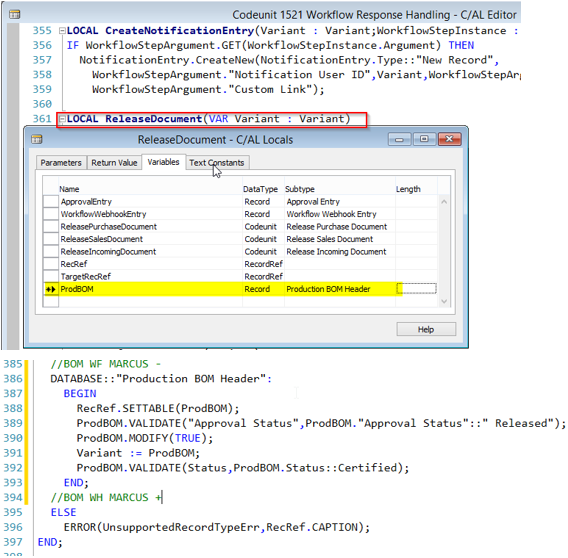 Codeunit 1521 Workflow Response Handling - C/AL Editor
355 LOCAL CreateNotificationEntry(Variant : Variant;WorkflowStepInstance :
356 IF WorkflowStepArgument.GET(WorkflowStepInstance.Argument) THEN
357 NotificationEntry.CreateNew(NotificationEntry.Type::"New Record",
358 WorkflowStepArgument."Notification User ID",Variant,WorkflowStepArg
359 WorkflowStepArgument."Custom Link");
360
361 LOCAL ReleaseDocument(VAR Variant : Variant)
ReleaseDocument - C/AL Locals
Parameters Return Value Variables Text Constants
Name DataType Subtype Length
ApprovalEntry Record Approval Entry
WorkflowWebhookEntry Record Workflow Webhook Entry
ReleasePurchaseDocument Codeunit Release Purchase Document
ReleaseSalesDocument Codeunit Release Sales Document
ReleaseIncomingDocument Codeunit Release Incoming Document
RecRef RecordRef
TargetRecRef RecordRef
ProdBOM Record Production BOM Header
Help
385 //BOM WF MARCUS -
386 DATABASE::"Production BOM Header":
387 BEGIN
388 RecRef.SETTABLE(ProdBOM);
389 ProdBOM.VALIDATE("Approval Status",ProdBOM."Approval Status"::" Released");
390 ProdBOM.MODIFY(TRUE);
391 Variant := ProdBOM;
392 ProdBOM.VALIDATE(Status,ProdBOM.Status::Certified);
393 END;
394 //BOM WH MARCUS +
395 ELSE
396 ERROR(UnsupportedRecordTypeErr,RecRef.CAPTION);
397 END;
398